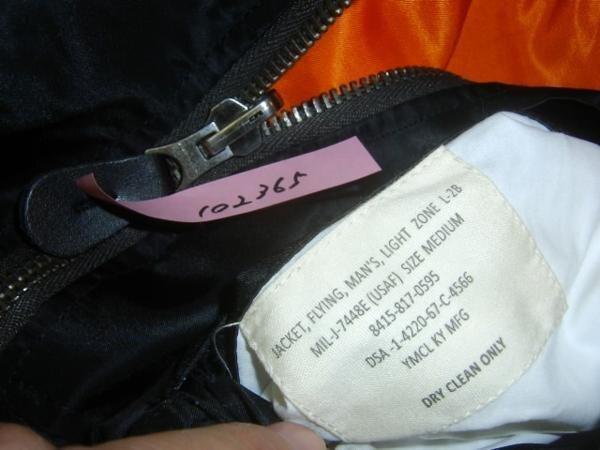 102365
JACKET, FLYING, MAN'S, LIGHT ZONE L-2B
MIL-J-7448E (USAF) SIZE MEDIUM
8415-817-0595
DSA -1-4220-67-C-4566
YMCL KY MFG
DRY CLEAN ONLY